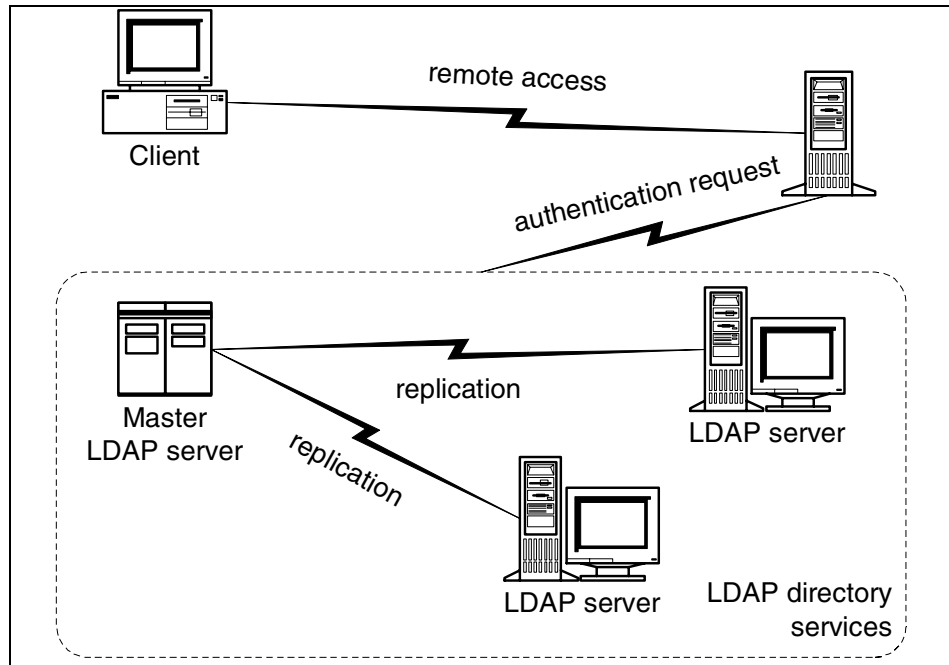 remote access
Client
authentication request
replication
Master
LDAP server
LDAP server
replication
LDAP server
LDAP directory
services